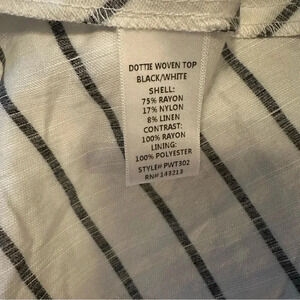 DOTTIE WOVEN TOP
BLACK/WHITE
SHELL:
75% RAYON
17% NYLON
8% LINEN
CONTRAST:
100% RAYON
LINING:
100% POLYESTER
STYLE# PWT302
RN# 143213